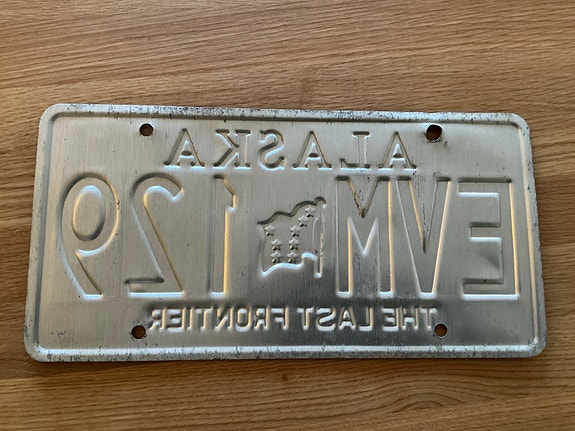 ALASKA
EVM 129
THE LAST FRONTIER